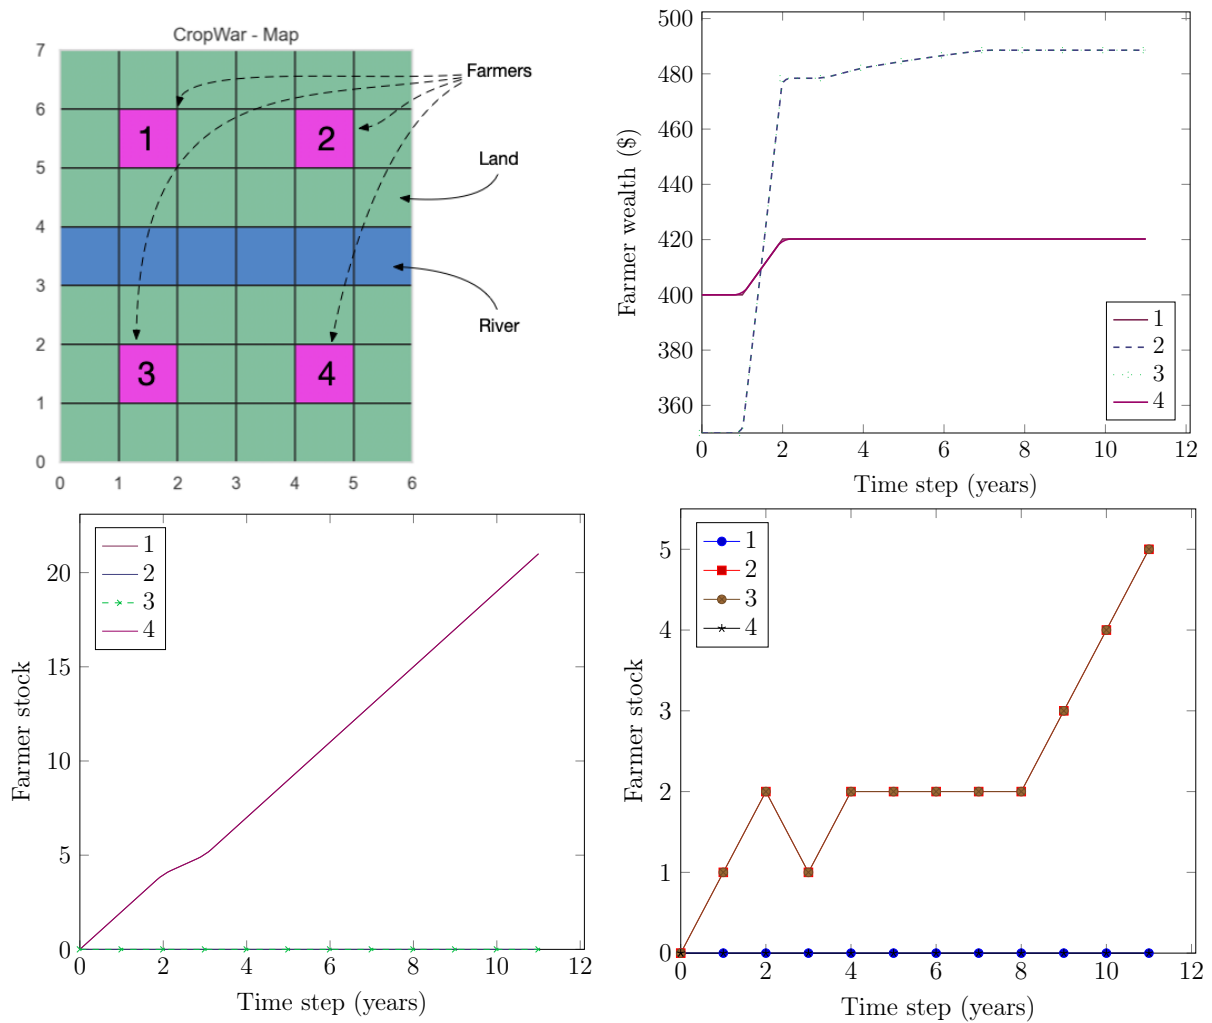 CropWar - Map
7
6
5
4
3
2
1
0
0 1 2 3 4 5 6
1 2
3 4
Farmers
Land
River
500
480
460
440
420
400
380
360
Farmer wealth ($)
0 2 4 6 8 10 12
Time step (years)
1
2
3
4
20
15
10
5
0
Farmer stock
0 2 4 6 8 10 12
Time step (years)
1
2
3
4
5
4
3
2
1
0
Farmer stock
0 2 4 6 8 10 12
Time step (years)
1
2
3
4